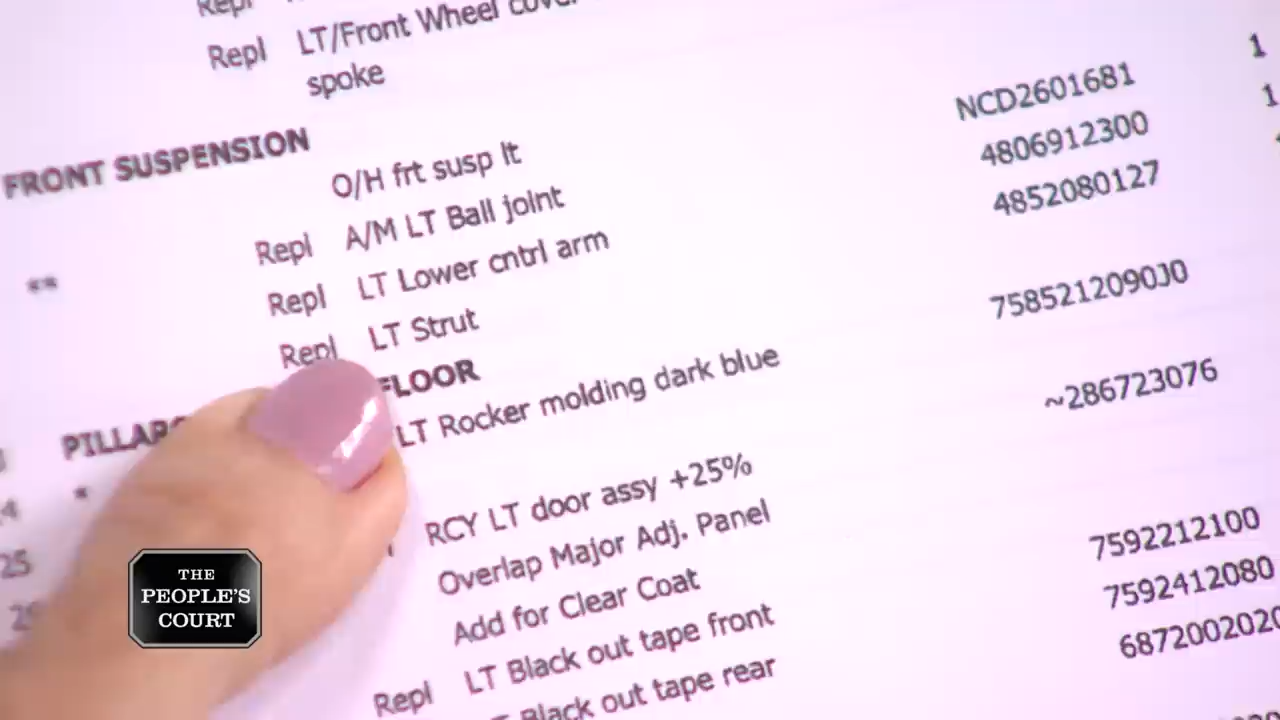 Repl
Repl LT/Front Wheel cover
spoke
FRONT SUSPENSION
O/H frt susp lt
** Repl A/M LT Ball joint NCD2601681 1
Repl LT Lower cntrl arm 4806912300 1
Repl LT Strut 4852080127
FLOOR
* LT Rocker molding dark blue 7585212090J0
RCY LT door assy +25% ~286723076
25 Overlap Major Adj. Panel
Add for Clear Coat
Repl LT Black out tape front 7592212100
Black out tape rear 7592412080
6872002020
THE
PEOPLE'S
COURT